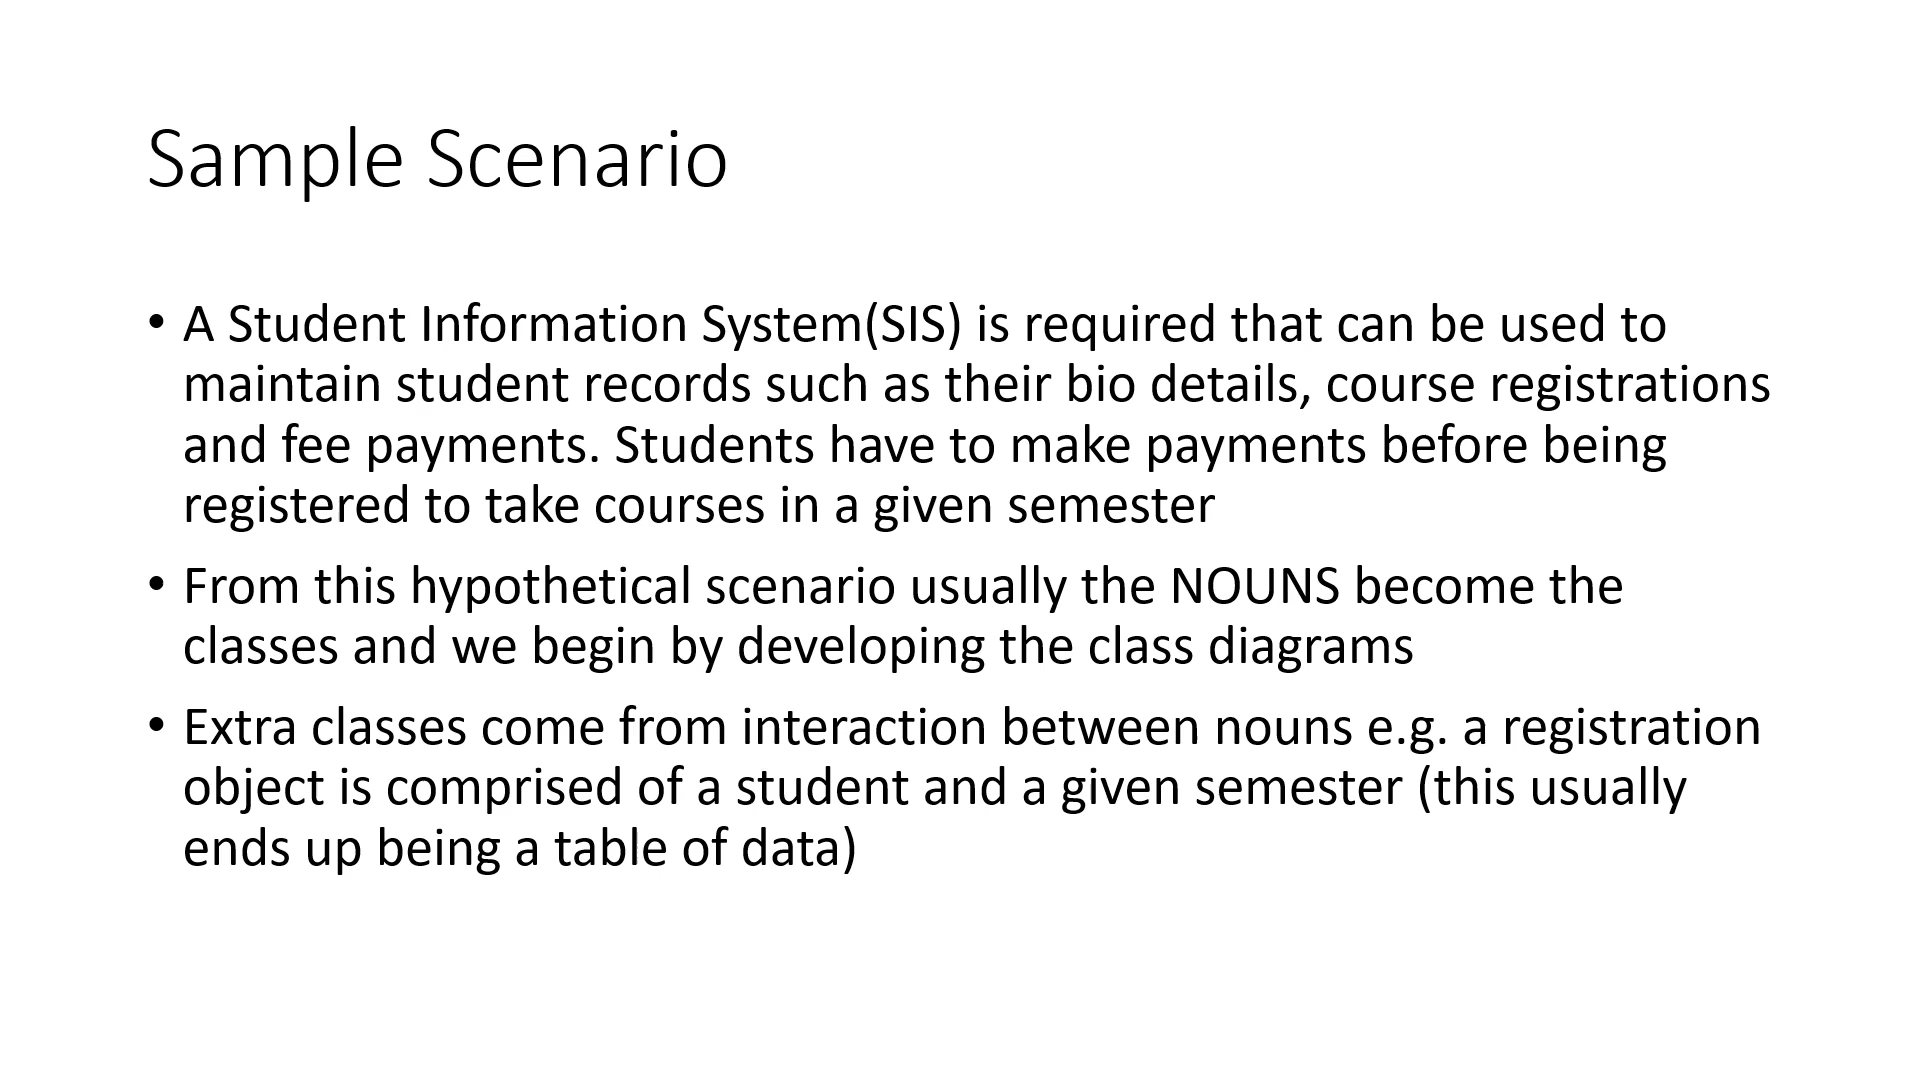 Sample Scenario
• A Student Information System(SIS) is required that can be used to
maintain student records such as their bio details, course registrations
and fee payments. Students have to make payments before being
registered to take courses in a given semester
• From this hypothetical scenario usually the NOUNS become the
classes and we begin by developing the class diagrams
• Extra classes come from interaction between nouns e.g. a registration
object is comprised of a student and a given semester (this usually
ends up being a table of data)